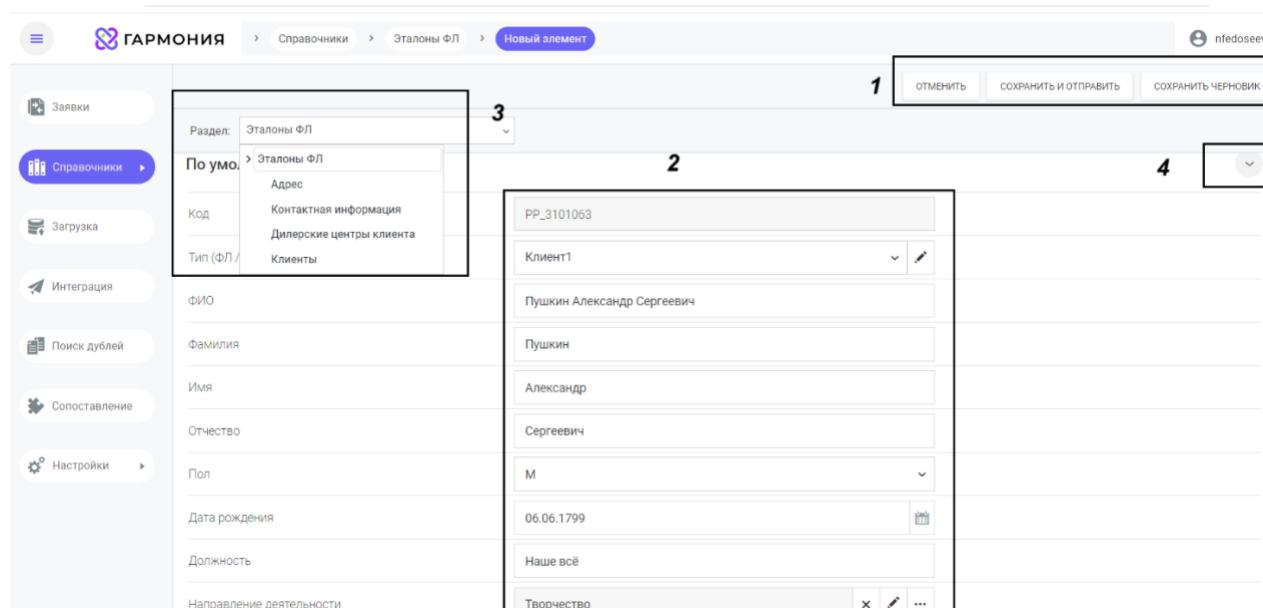 ГАРМОНИЯ > Справочники > Эталоны ФЛ > Новый элемент nfedoseev
1 ОТМЕНИТЬ СОХРАНИТЬ И ОТПРАВИТЬ СОХРАНИТЬ ЧЕРНОВИК
Заявки
3
Раздел: Эталоны ФЛ
Справочники
По умол
> Эталоны ФЛ
2
4
Адрес
Код
Контактная информация
PP_3101063
Загрузка
Дилерские центры клиента
Тип (ФЛ /
Клиенты
Клиент1
Интеграция
ФИО Пушкин Александр Сергеевич
Поиск дублей
Фамилия Пушкин
Имя Александр
Сопоставление
Отчество Сергеевич
Настройки
Пол М
Дата рождения 06.06.1799
Должность Наше всё
Направление деятельности Творчество